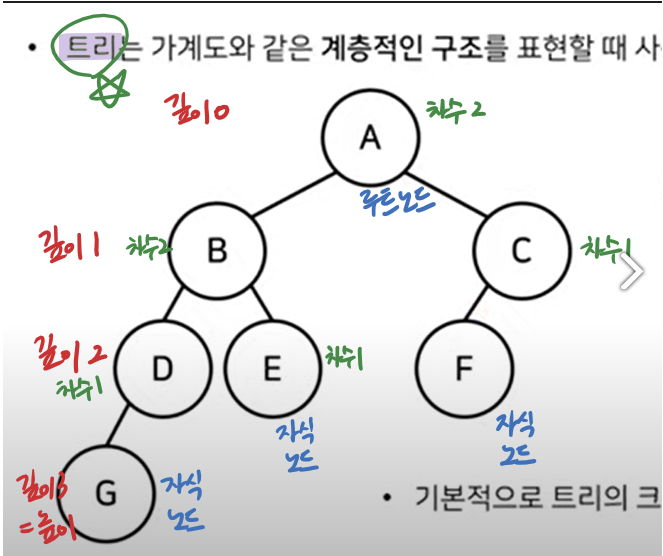 • 트리는 가계도와 같은 계층적인 구조를 표현할 때 사
깊이0
A
차수 2
루트노드
깊이 1
차수2
B
C
차수1
깊이 2
차수1
D
E
차수1
F
자식
노드
자식
노드
깊이3
=높이
G
자식
노드
• 기본적으로 트리의 크